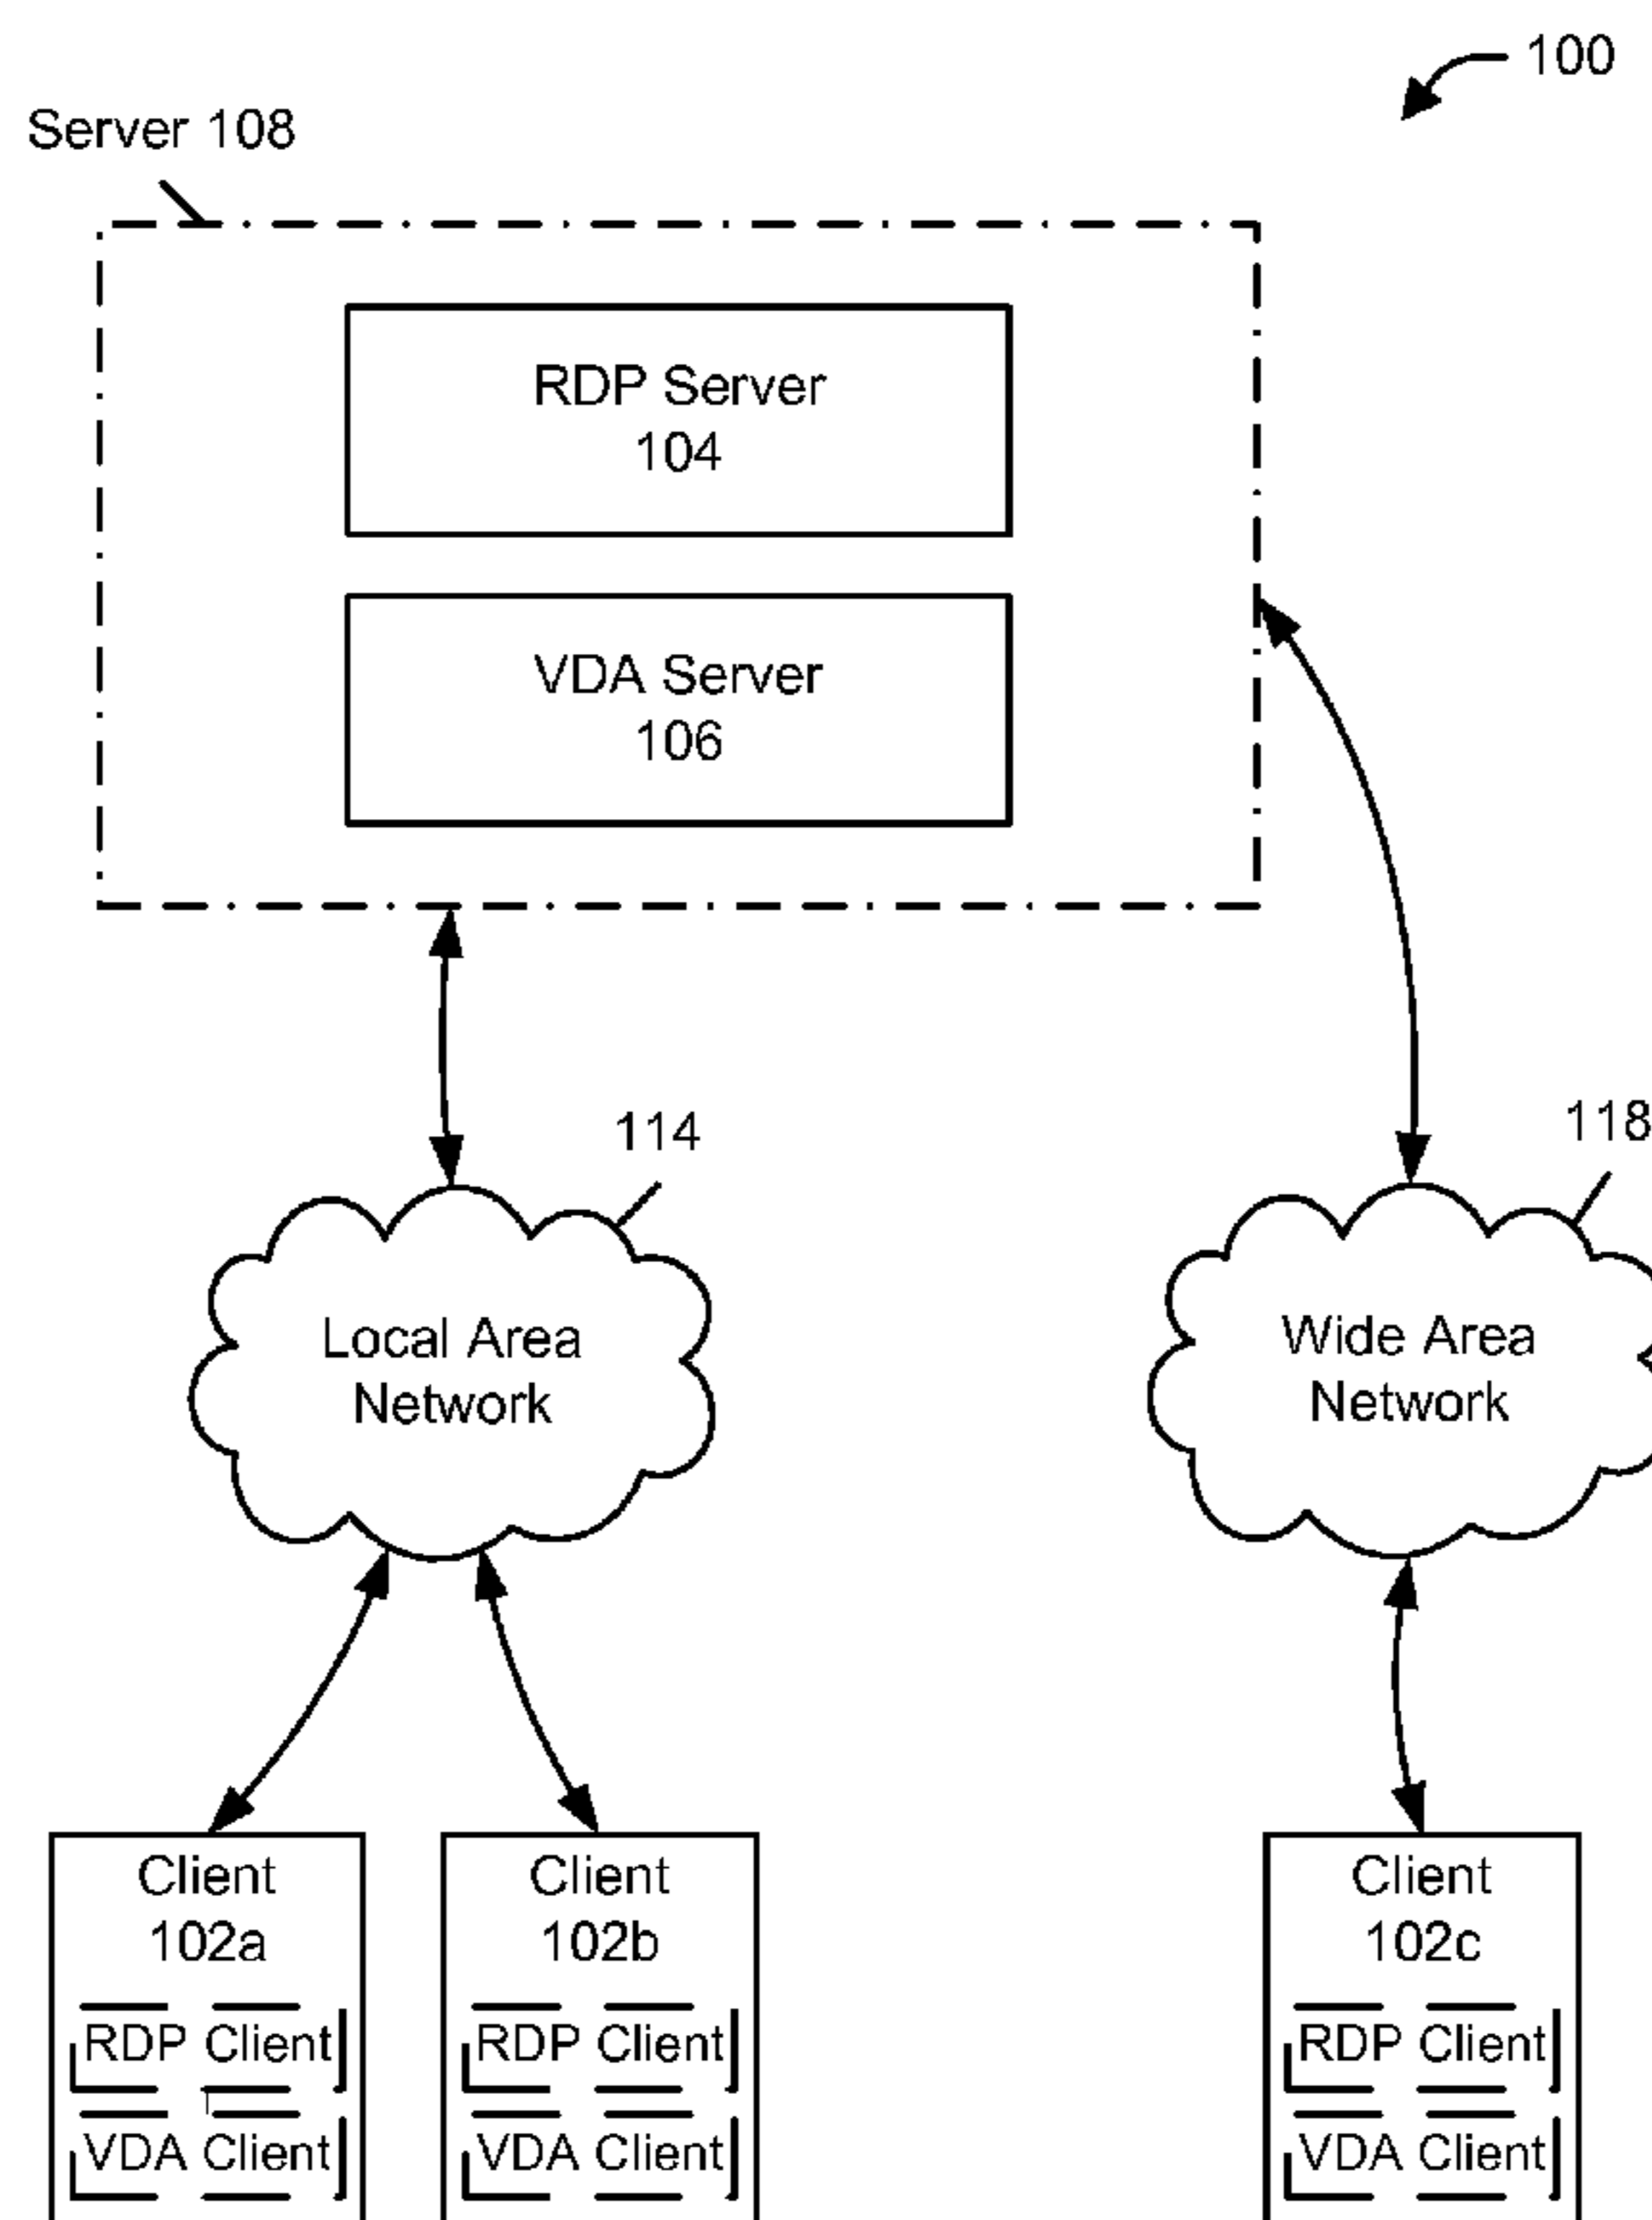 100
Server 108
RDP Server
104
VDA Server
106
114
118
Local Area
Network
Wide Area
Network
Client
102a
RDP Client
VDA Client
Client
102b
RDP Client
VDA Client
Client
102c
RDP Client
VDA Client